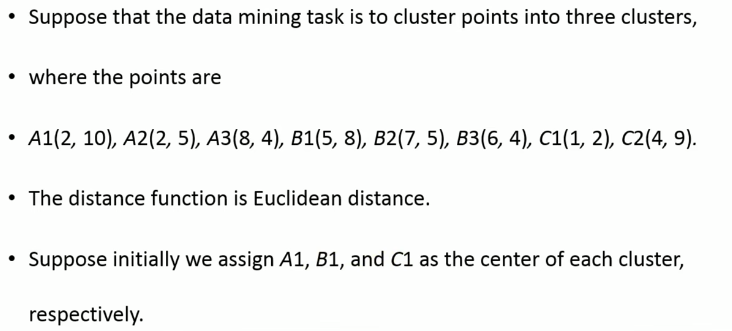 • Suppose that the data mining task is to cluster points into three clusters,
• where the points are
• A1(2, 10), A2(2, 5), A3(8, 4), B1(5, 8), B2(7, 5), B3(6, 4), C1(1, 2), C2(4, 9).
• The distance function is Euclidean distance.
• Suppose initially we assign A1, B1, and C1 as the center of each cluster,
respectively.